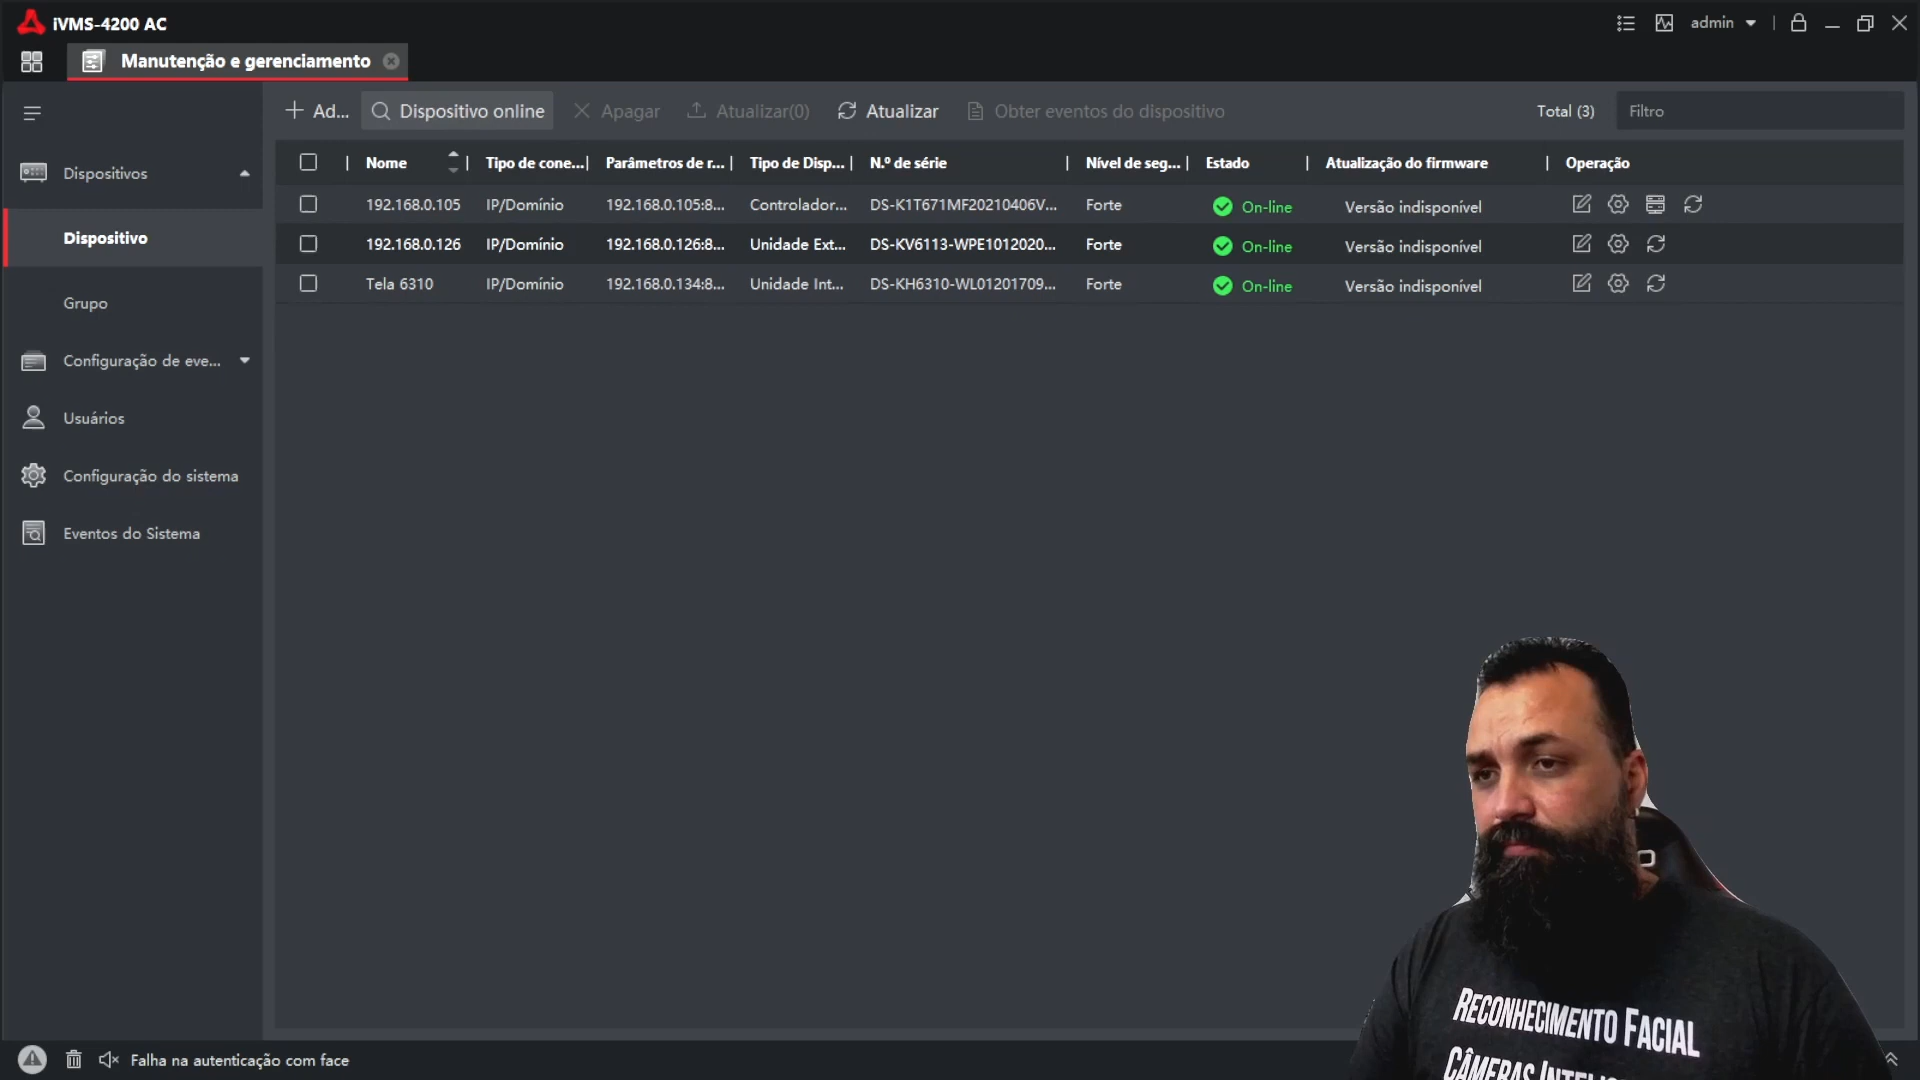 iVMS-4200 AC
admin
Manutenção e gerenciamento
Ad...
Dispositivo online
Apagar
Atualizar(0)
Atualizar
Obter eventos do dispositivo
Total (3)
Filtro
Dispositivos
Dispositivo
Grupo
Configuração de eve...
Usuários
Configuração do sistema
Eventos do Sistema
Nome | Tipo de cone...| Parâmetros de r... | Tipo de Disp... | N.º de série | Nível de seg... | Estado | Atualização do firmware | Operação
192.168.0.105 IP/Domínio 192.168.0.105:8... Controlador... DS-K1T671MF20210406V... Forte On-line Versão indisponível
192.168.0.126 IP/Domínio 192.168.0.126:8... Unidade Ext... DS-KV6113-WPE1012020... Forte On-line Versão indisponível
Tela 6310 IP/Domínio 192.168.0.134:8... Unidade Int... DS-KH6310-WL01201709... Forte On-line Versão indisponível
Falha na autenticação com face
RECONHECIMENTO FACIAL
CÂMERAS